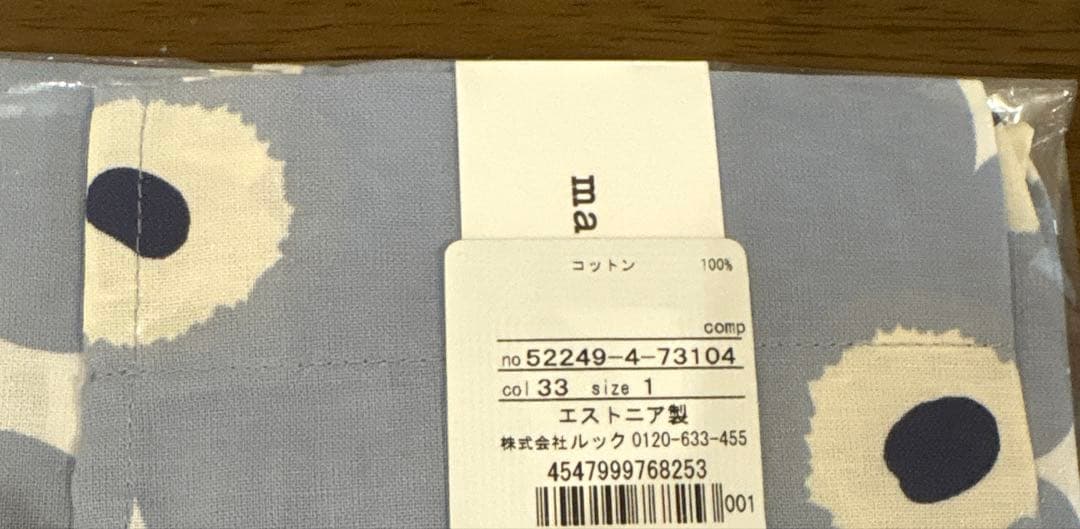 ma
コットン 100%
comp
no 52249-4-73104
col 33 size 1
エストニア製
株式会社ルック 0120-633-455
4547999768253
001